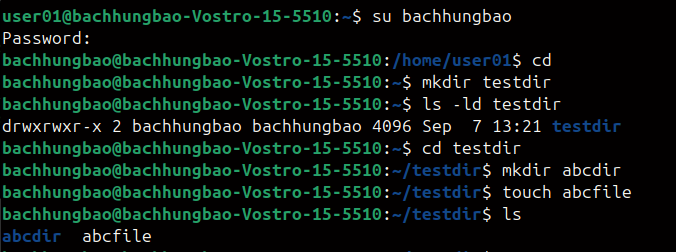 user01@bachhungbao-Vostro-15-5510:~$ su bachhungbao
Password:
bachhungbao@bachhungbao-Vostro-15-5510:/home/user01$ cd
bachhungbao@bachhungbao-Vostro-15-5510:~$ mkdir testdir
bachhungbao@bachhungbao-Vostro-15-5510:~$ ls -ld testdir
drwxrwxr-x 2 bachhungbao bachhungbao 4096 Sep  7 13:21 testdir
bachhungbao@bachhungbao-Vostro-15-5510:~$ cd testdir
bachhungbao@bachhungbao-Vostro-15-5510:~/testdir$ mkdir abcdir
bachhungbao@bachhungbao-Vostro-15-5510:~/testdir$ touch abcfile
bachhungbao@bachhungbao-Vostro-15-5510:~/testdir$ ls
abcdir  abcfile